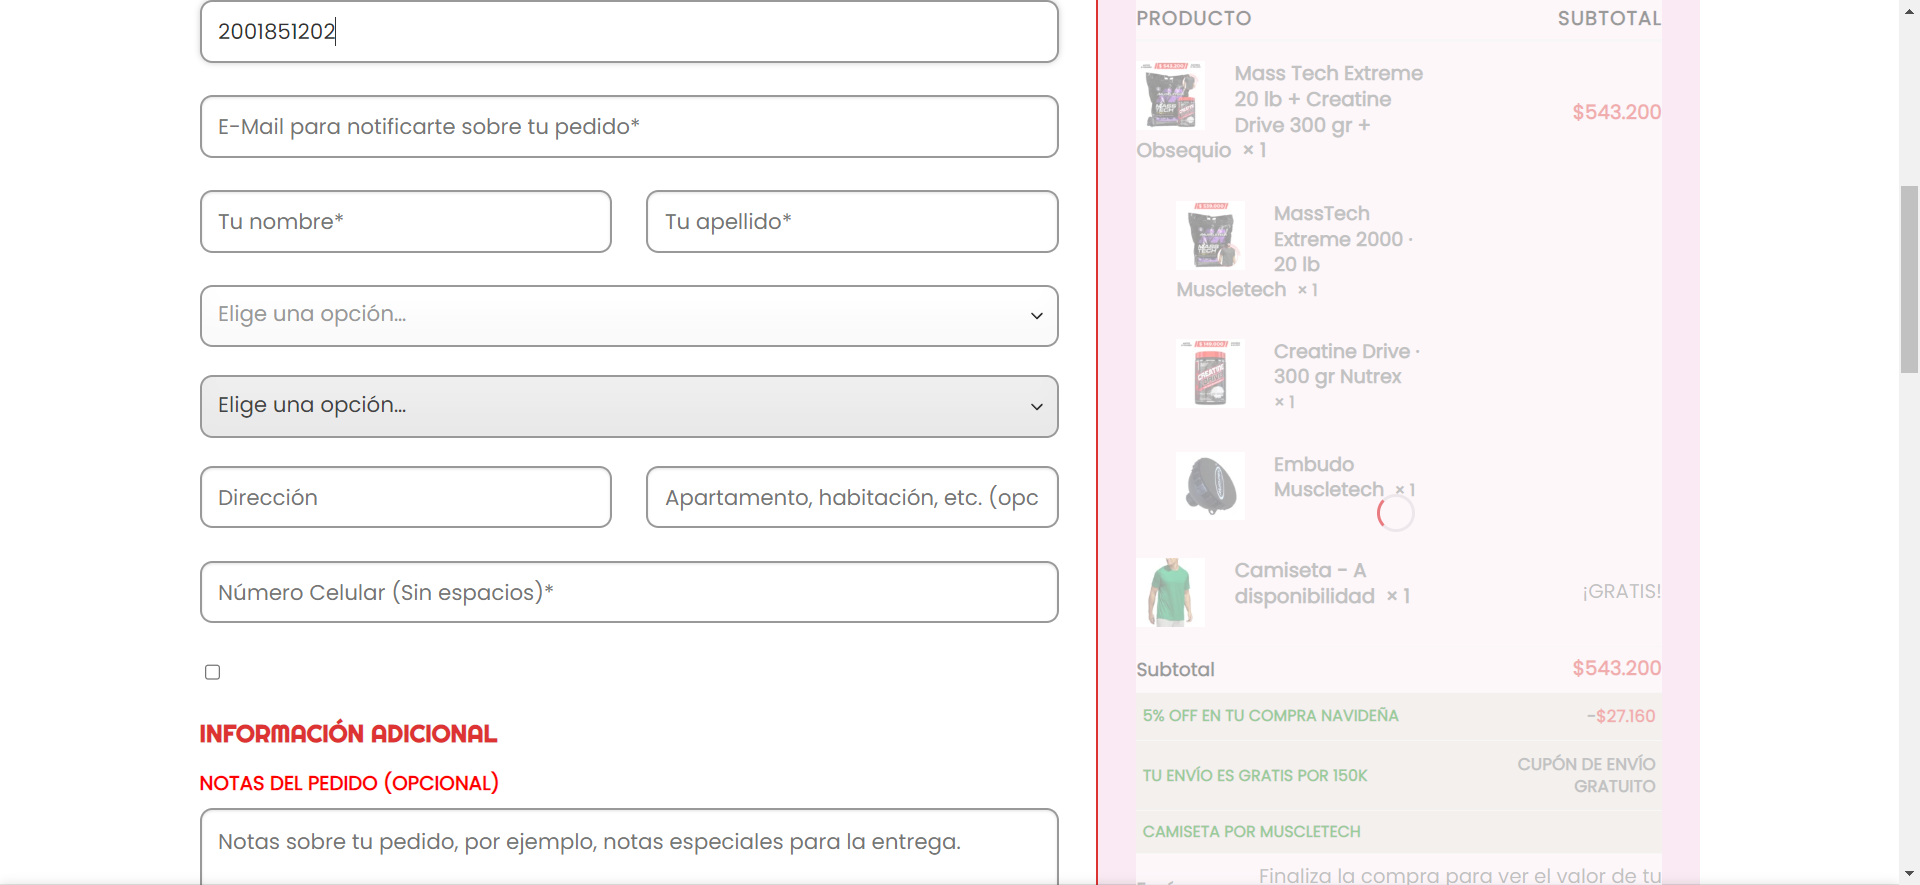 2001851202
E-Mail para notificarte sobre tu pedido*
Tu nombre*
Tu apellido*
Elige una opción...
Elige una opción...
Dirección
Apartamento, habitación, etc. (opc
Número Celular (Sin espacios)*
INFORMACIÓN ADICIONAL
NOTAS DEL PEDIDO (OPCIONAL)
Notas sobre tu pedido, por ejemplo, notas especiales para la entrega.
PRODUCTO SUBTOTAL
Mass Tech Extreme
20 lb + Creatine
Drive 300 gr +
Obsequio × 1
$543.200
MassTech
Extreme 2000 ·
20 lb
Muscletech × 1
Creatine Drive ·
300 gr Nutrex
× 1
Embudo
Muscletech × 1
Camiseta - A
disponibilidad × 1
¡GRATIS!
Subtotal $543.200
5% OFF EN TU COMPRA NAVIDEÑA -$27.160
TU ENVÍO ES GRATIS POR 150K
CUPÓN DE ENVÍO
GRATUITO
CAMISETA POR MUSCLETECH
Finaliza la compra para ver el valor de tu